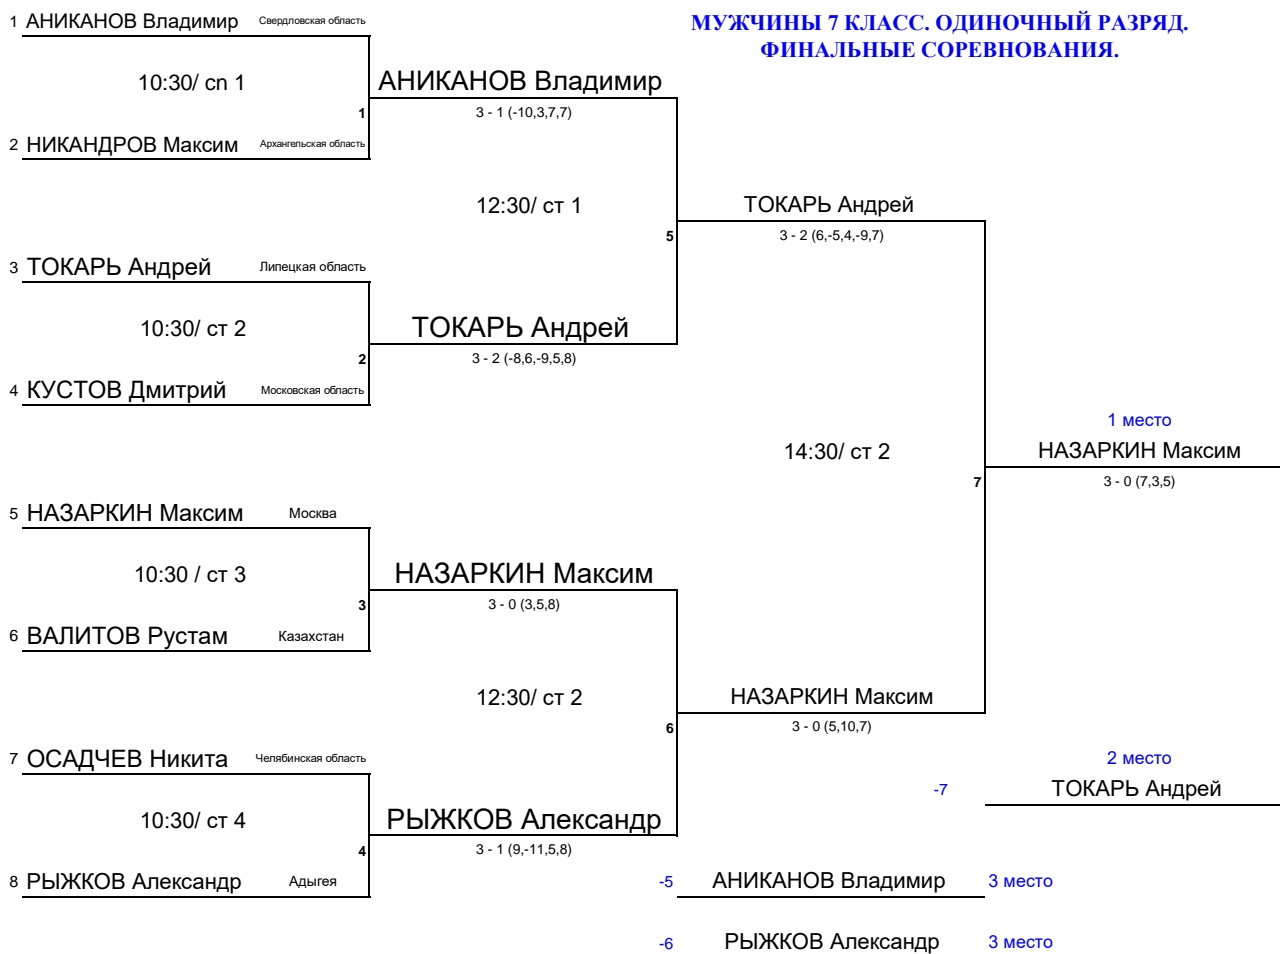 МУЖЧИНЫ 7 КЛАСС. ОДИНОЧНЫЙ РАЗРЯД.
ФИНАЛЬНЫЕ СОРЕВНОВАНИЯ.
1 АНИКАНОВ Владимир Свердловская область
10:30/ сп 1
АНИКАНОВ Владимир
1
3 - 1 (-10,3,7,7)
2 НИКАНДРОВ Максим Архангельская область
12:30/ ст 1
ТОКАРЬ Андрей
5
3 - 2 (6,-5,4,-9,7)
3 ТОКАРЬ Андрей Липецкая область
10:30/ ст 2
ТОКАРЬ Андрей
2
3 - 2 (-8,6,-9,5,8)
4 КУСТОВ Дмитрий Московская область
1 место
14:30/ ст 2
НАЗАРКИН Максим
7
3 - 0 (7,3,5)
5 НАЗАРКИН Максим Москва
10:30 / ст 3
НАЗАРКИН Максим
3
3 - 0 (3,5,8)
6 ВАЛИТОВ Рустам Казахстан
12:30/ ст 2
НАЗАРКИН Максим
6
3 - 0 (5,10,7)
7 ОСАДЧЕВ Никита Челябинская область
2 место
-7 ТОКАРЬ Андрей
10:30/ ст 4
РЫЖКОВ Александр
4
3 - 1 (9,-11,5,8)
8 РЫЖКОВ Александр Адыгея
-5 АНИКАНОВ Владимир 3 место
-6 РЫЖКОВ Александр 3 место